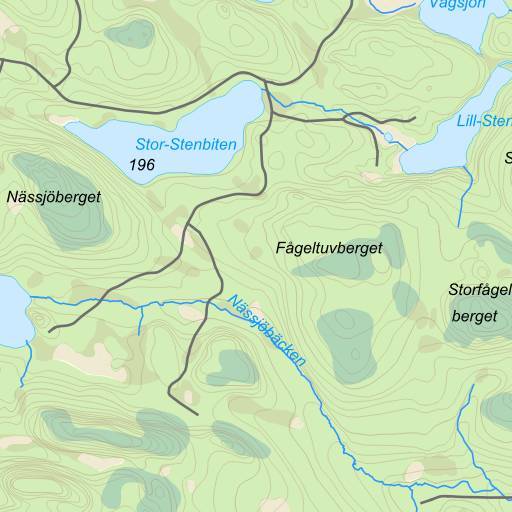 Vågsjön
Lill-Sten
Stor-Stenbiten
196
S
Nässjöberget
Fågeltuvberget
Storfågel
berget
Nässjöbäcken